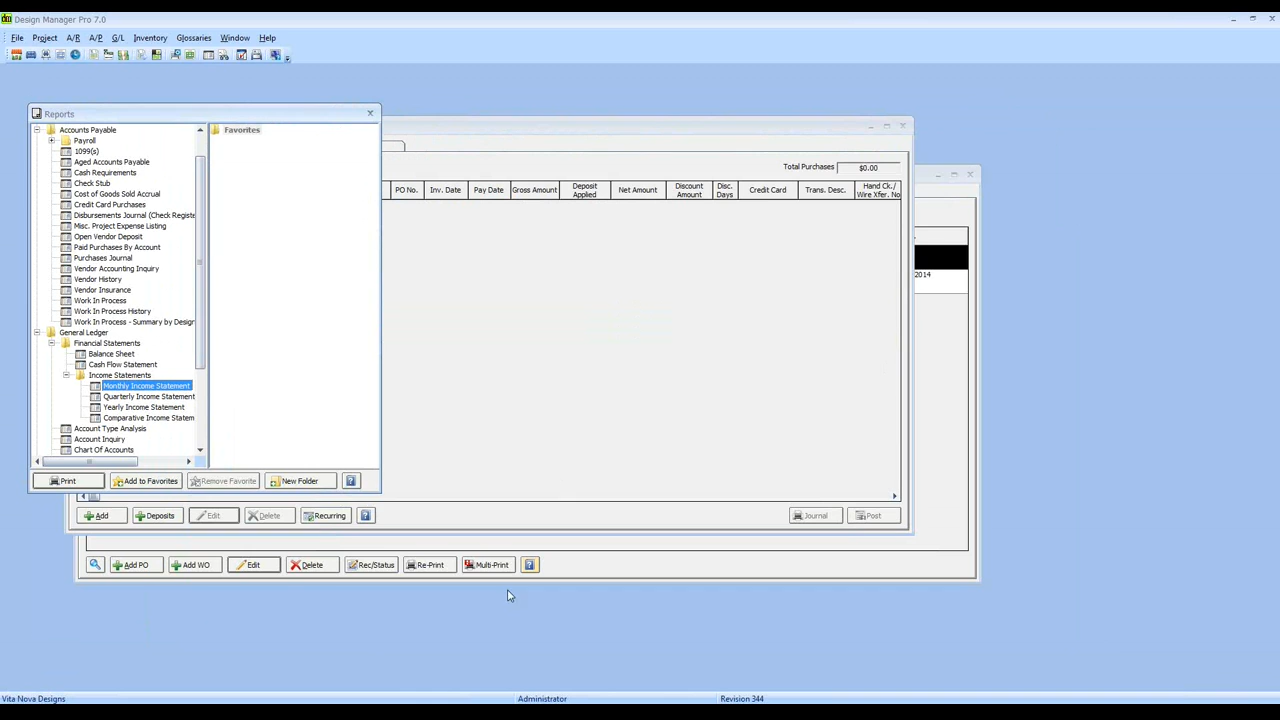 dm Design Manager Pro 7.0
File Project A/R A/P G/L Inventory Glossaries Window Help
Reports
Accounts Payable
Payroll
1099(s)
Aged Accounts Payable
Cash Requirements
Check Stub
Cost of Goods Sold Accrual
Credit Card Purchases
Disbursements Journal (Check Registe
Misc. Project Expense Listing
Open Vendor Deposit
Paid Purchases By Account
Purchases Journal
Vendor Accounting Inquiry
Vendor History
Vendor Insurance
Work In Process
Work In Process History
Work In Process - Summary by Design
General Ledger
Financial Statements
Balance Sheet
Cash Flow Statement
Income Statements
Monthly Income Statement
Quarterly Income Statement
Yearly Income Statement
Comparative Income Statem
Account Type Analysis
Account Inquiry
Chart Of Accounts
Favorites
Print Add to Favorites Remove Favorite New Folder
Total Purchases $0.00
PO No. Inv. Date Pay Date Gross Amount Deposit Applied Net Amount Discount Amount Disc. Days Credit Card Trans. Desc. Hand Ck./ Wire Xfer. No
2014
Add Deposits Edit Delete Recurring Journal Post
Add PO Add WO Edit Delete Rec/Status Re-Print Multi-Print
Vita Nova Designs Administrator Revision 344